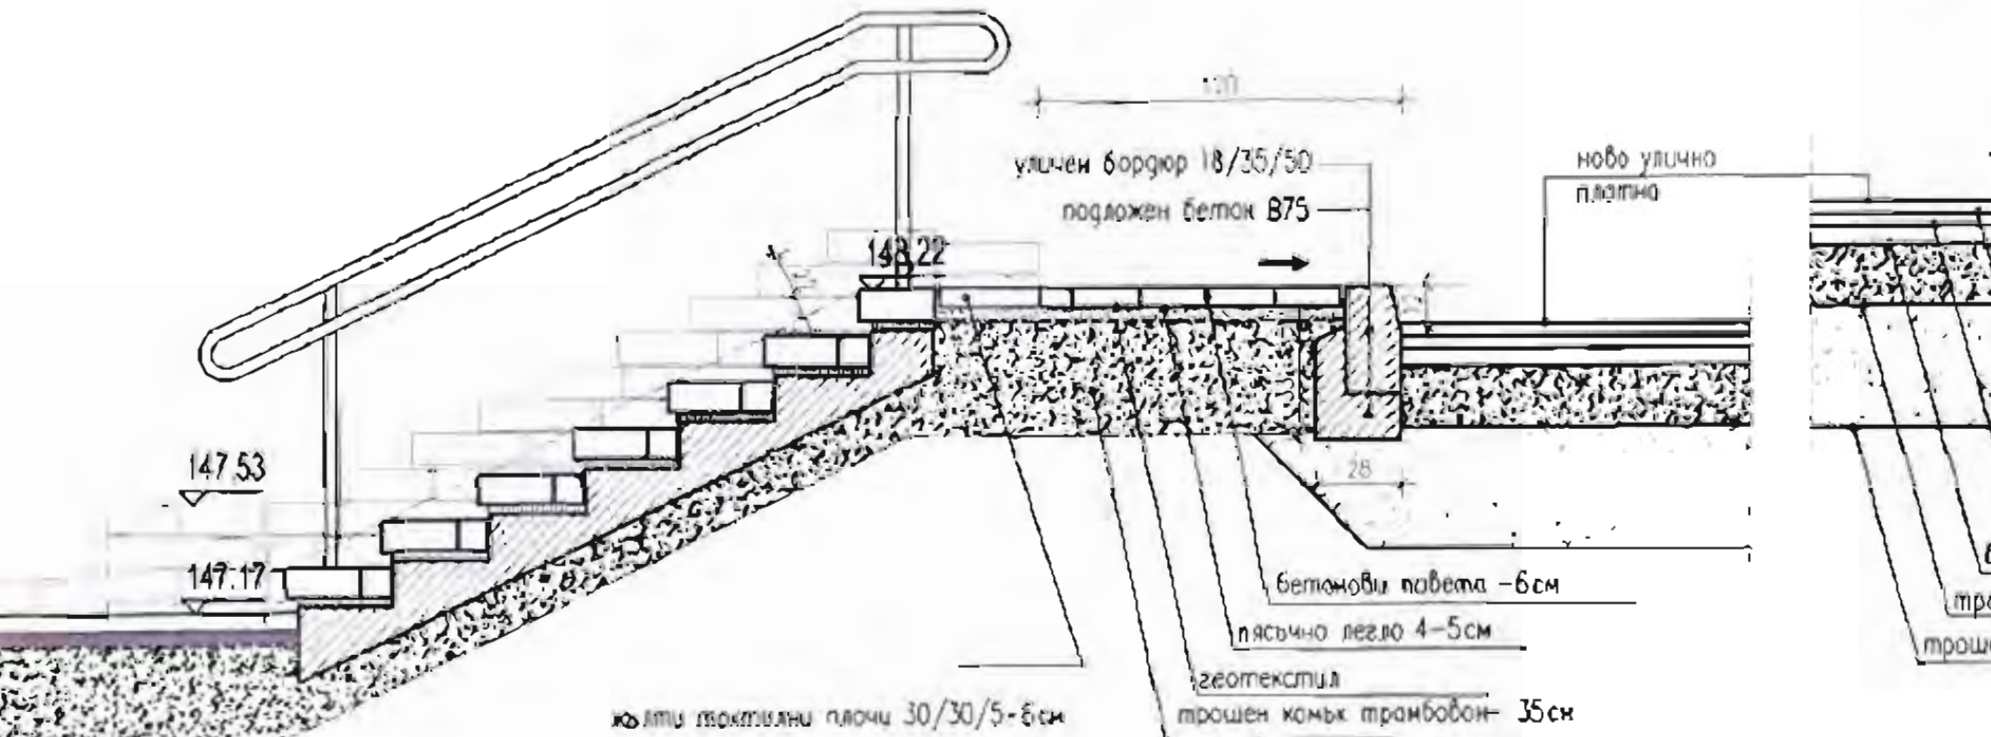 120
уличен бордюр 18/35/50
подложен бетон В75
ново улично
платно
148.22
147.53
147.17
28
бетонови павета -6см
пясъчно легло 4-5см
геотекстил
жълти тактилни плочи 30/30/5-6см
трошен камък трамбован- 35см